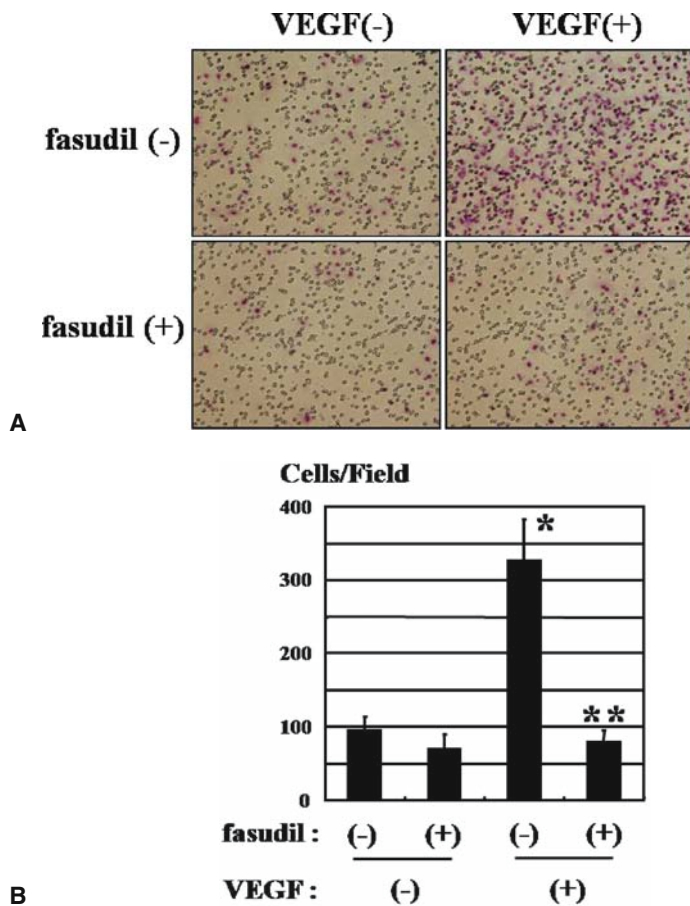 VEGF(-) VEGF(+)
fasudil (-)
fasudil (+)
A
Cells/Field
400
300
200
100
0
*
**
fasudil : (-) (+) (-) (+)
VEGF : (-) (+)
B